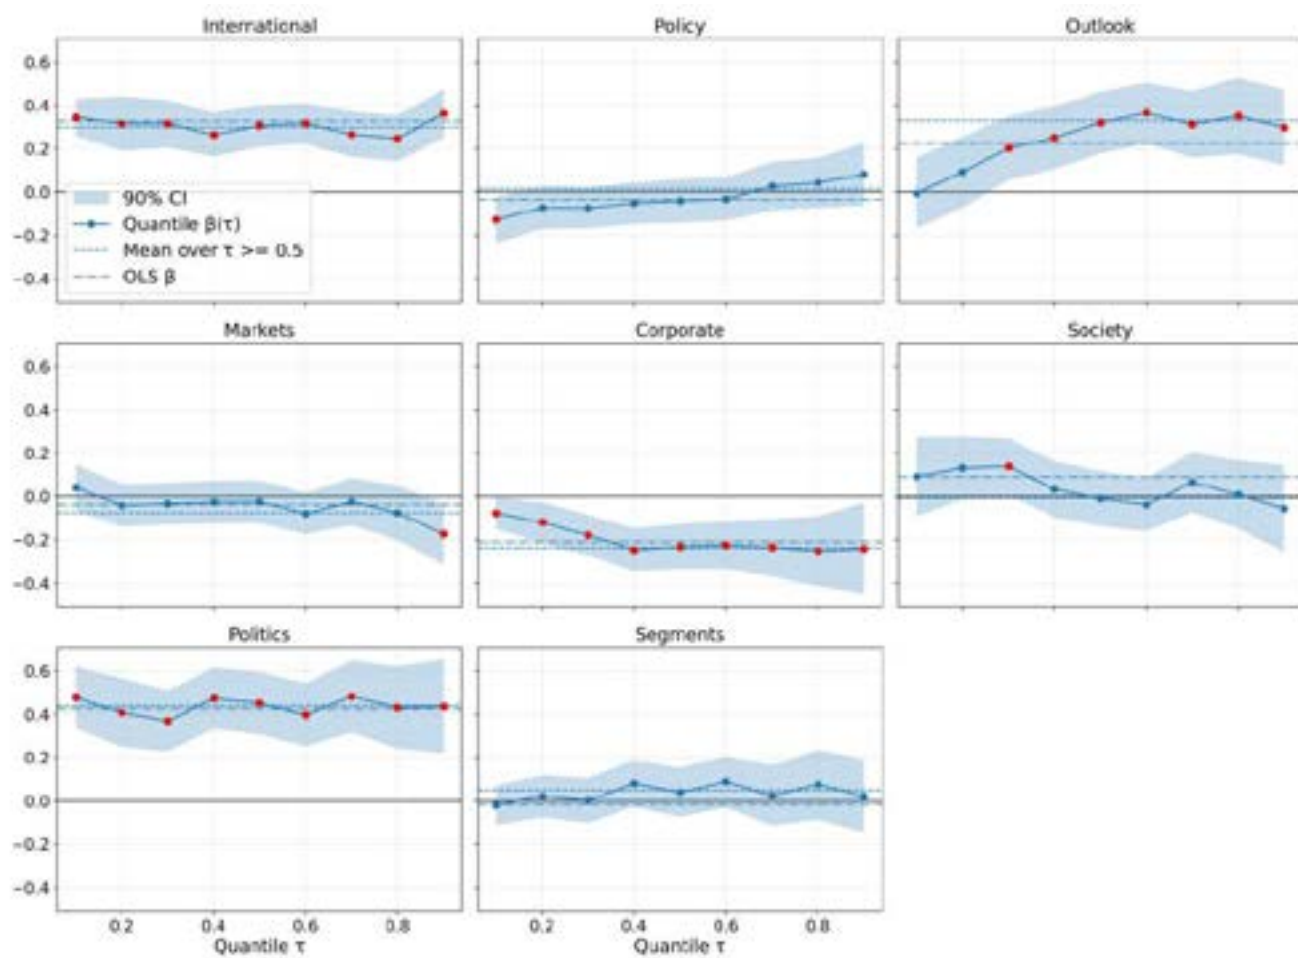 International Policy Outlook
0.6
0.4
0.2
0.0
−0.2
−0.4
90% CI
Quantile β(τ)
Mean over τ >= 0.5
OLS β
Markets Corporate Society
0.6
0.4
0.2
0.0
−0.2
−0.4
Politics Segments
0.6
0.4
0.2
0.0
−0.2
−0.4
0.2 0.4 0.6 0.8 0.2 0.4 0.6 0.8
Quantile τ Quantile τ